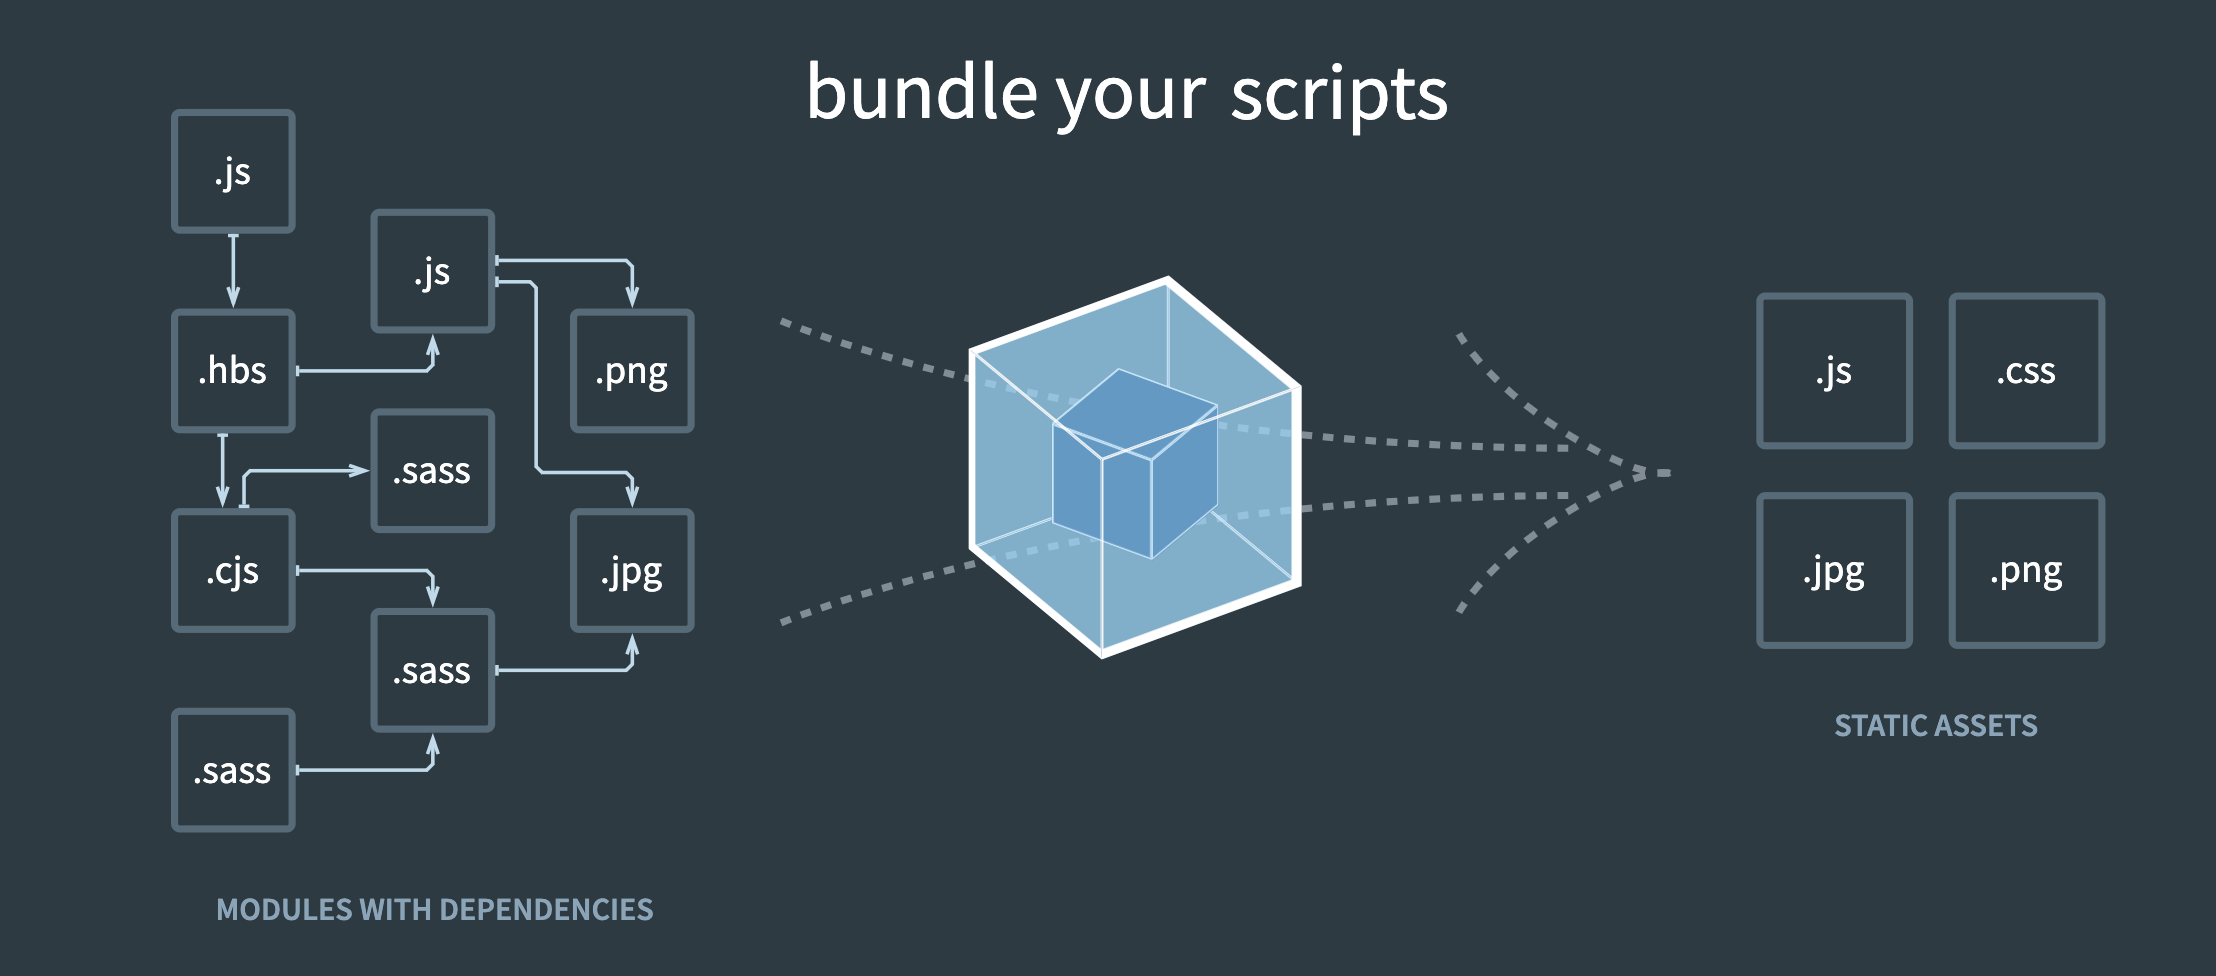 bundle your scripts
.js
.js
.hbs
.png
.sass
.cjs
.jpg
.sass
.sass
MODULES WITH DEPENDENCIES
.js
.css
.jpg
.png
STATIC ASSETS